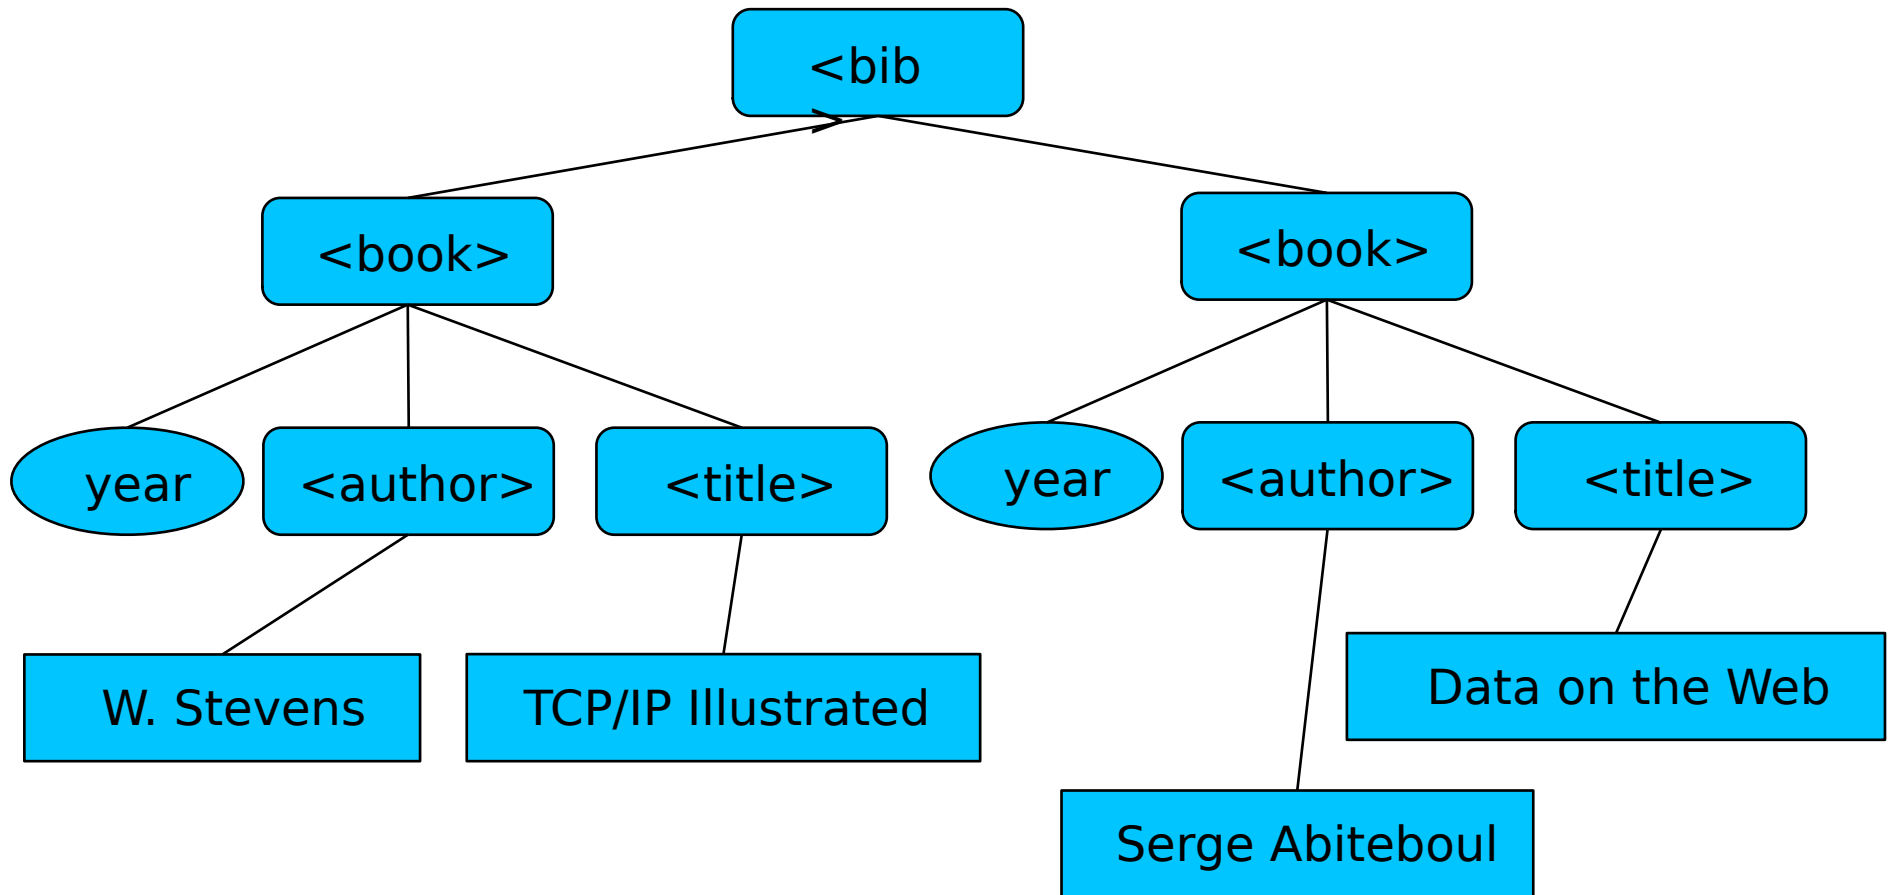 <bib
>
<book>
<book>
year
<author>
<title>
year
<author>
<title>
W. Stevens
TCP/IP Illustrated
Data on the Web
Serge Abiteboul